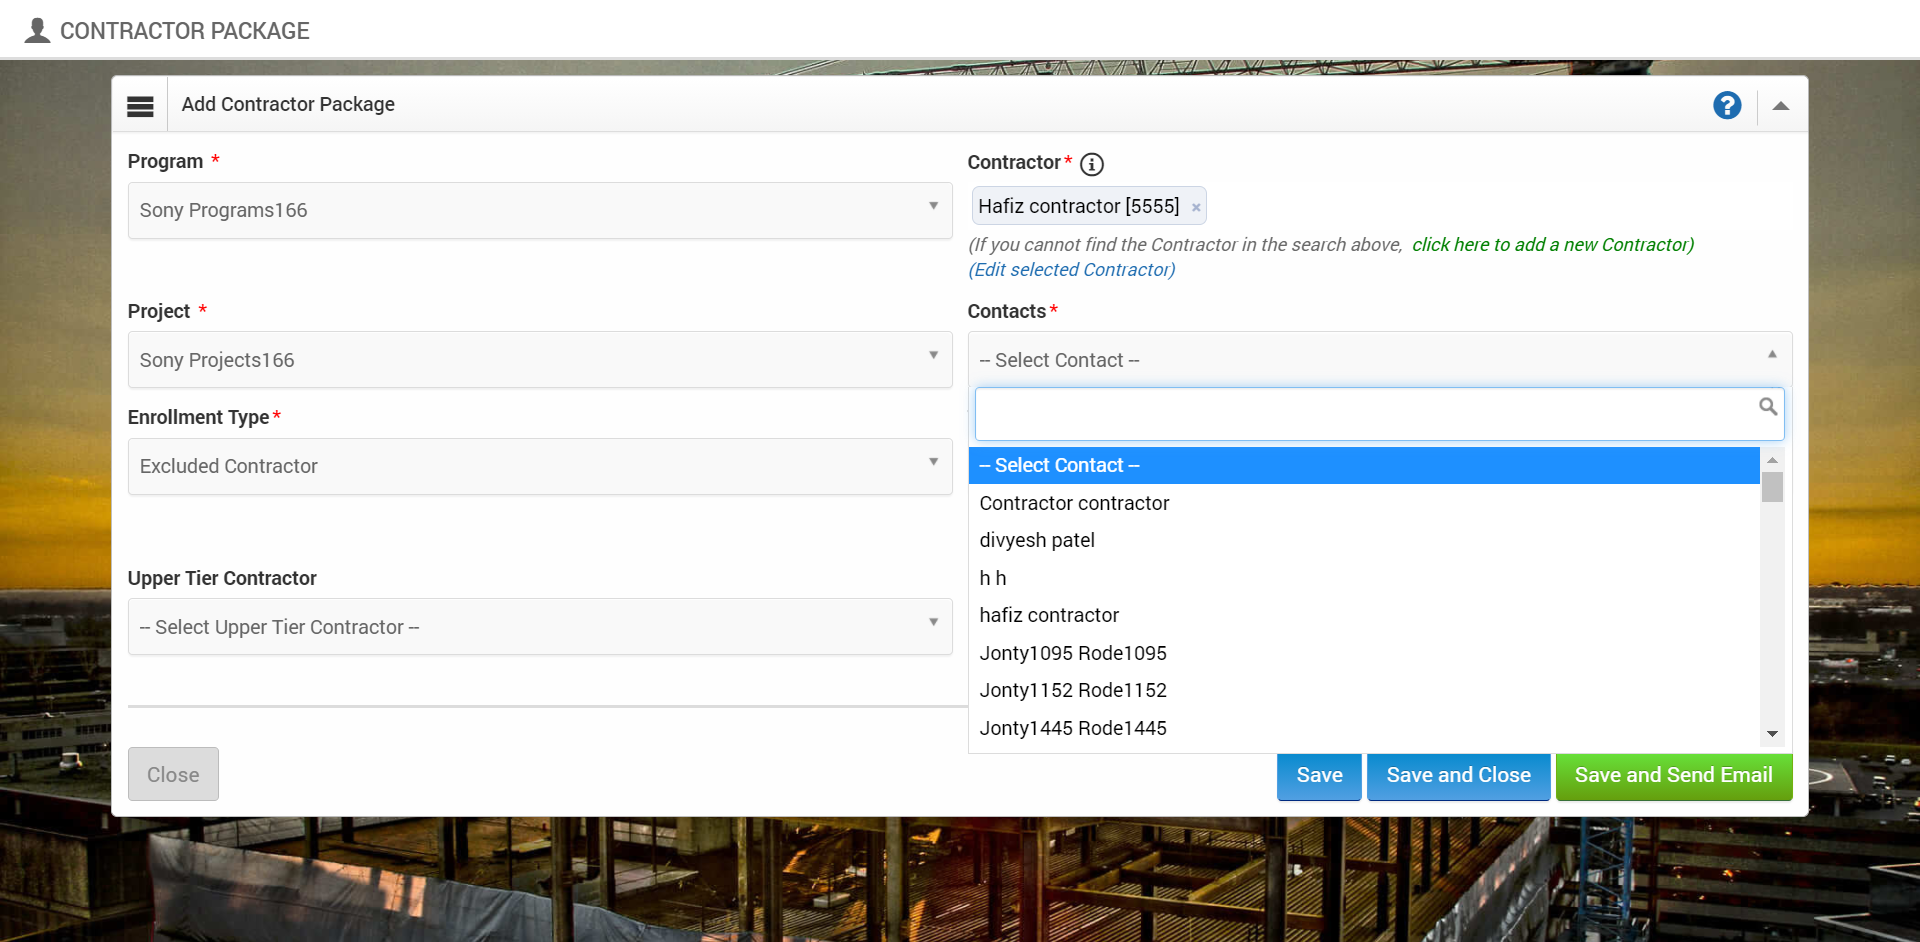 CONTRACTOR PACKAGE
Add Contractor Package
?
Program *
Sony Programs166
Contractor*
Hafiz contractor [5555] ×
(If you cannot find the Contractor in the search above, click here to add a new Contractor)
(Edit selected Contractor)
Project *
Sony Projects166
Contacts*
-- Select Contact --
Enrollment Type*
Excluded Contractor
-- Select Contact --
Contractor contractor
divyesh patel
h h
hafiz contractor
Jonty1095 Rode1095
Jonty1152 Rode1152
Jonty1445 Rode1445
Upper Tier Contractor
-- Select Upper Tier Contractor --
Close
Save
Save and Close
Save and Send Email